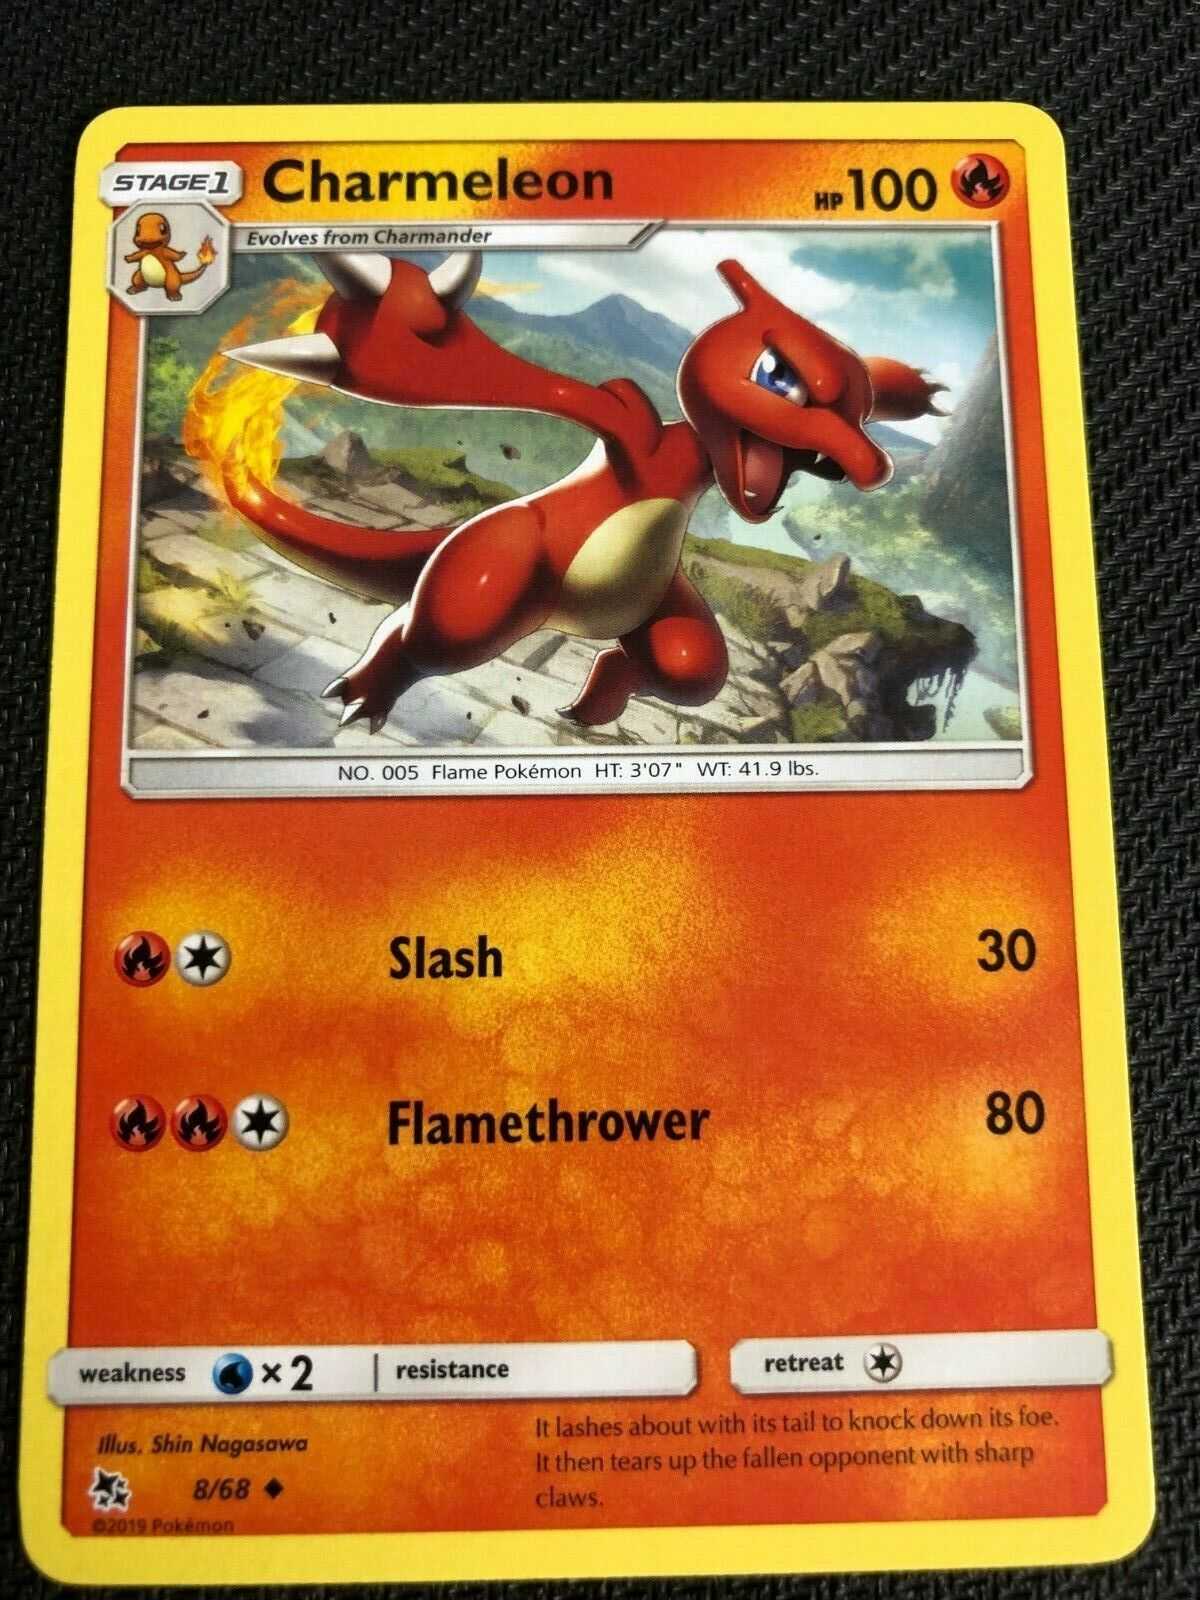 STAGE1 Charmeleon HP 100
Evolves from Charmander
NO. 005 Flame Pokémon HT: 3'07" WT: 41.9 lbs.
Slash 30
Flamethrower 80
weakness ×2 resistance retreat
Illus. Shin Nagasawa
8/68
©2019 Pokémon
It lashes about with its tail to knock down its foe.
It then tears up the fallen opponent with sharp
claws.